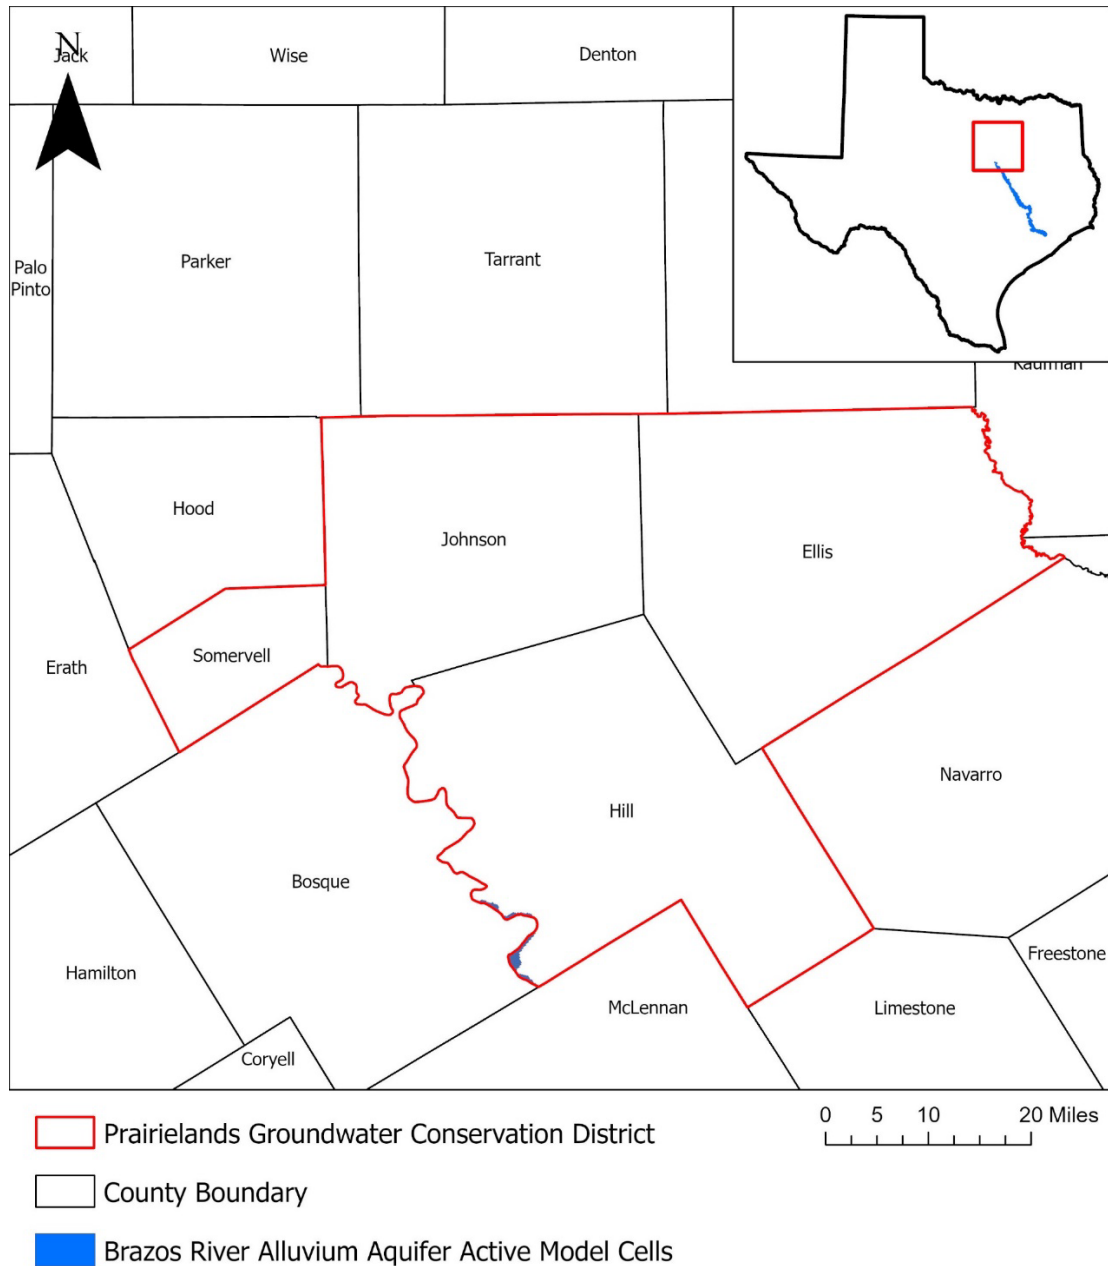 N
Jack
Wise
Denton
Palo
Pinto
Parker
Tarrant
Kaufman
Hood
Johnson
Ellis
Erath
Somervell
Navarro
Hill
Bosque
Freestone
Hamilton
McLennan
Limestone
Coryell
0 5 10 20 Miles
Prairielands Groundwater Conservation District
County Boundary
Brazos River Alluvium Aquifer Active Model Cells